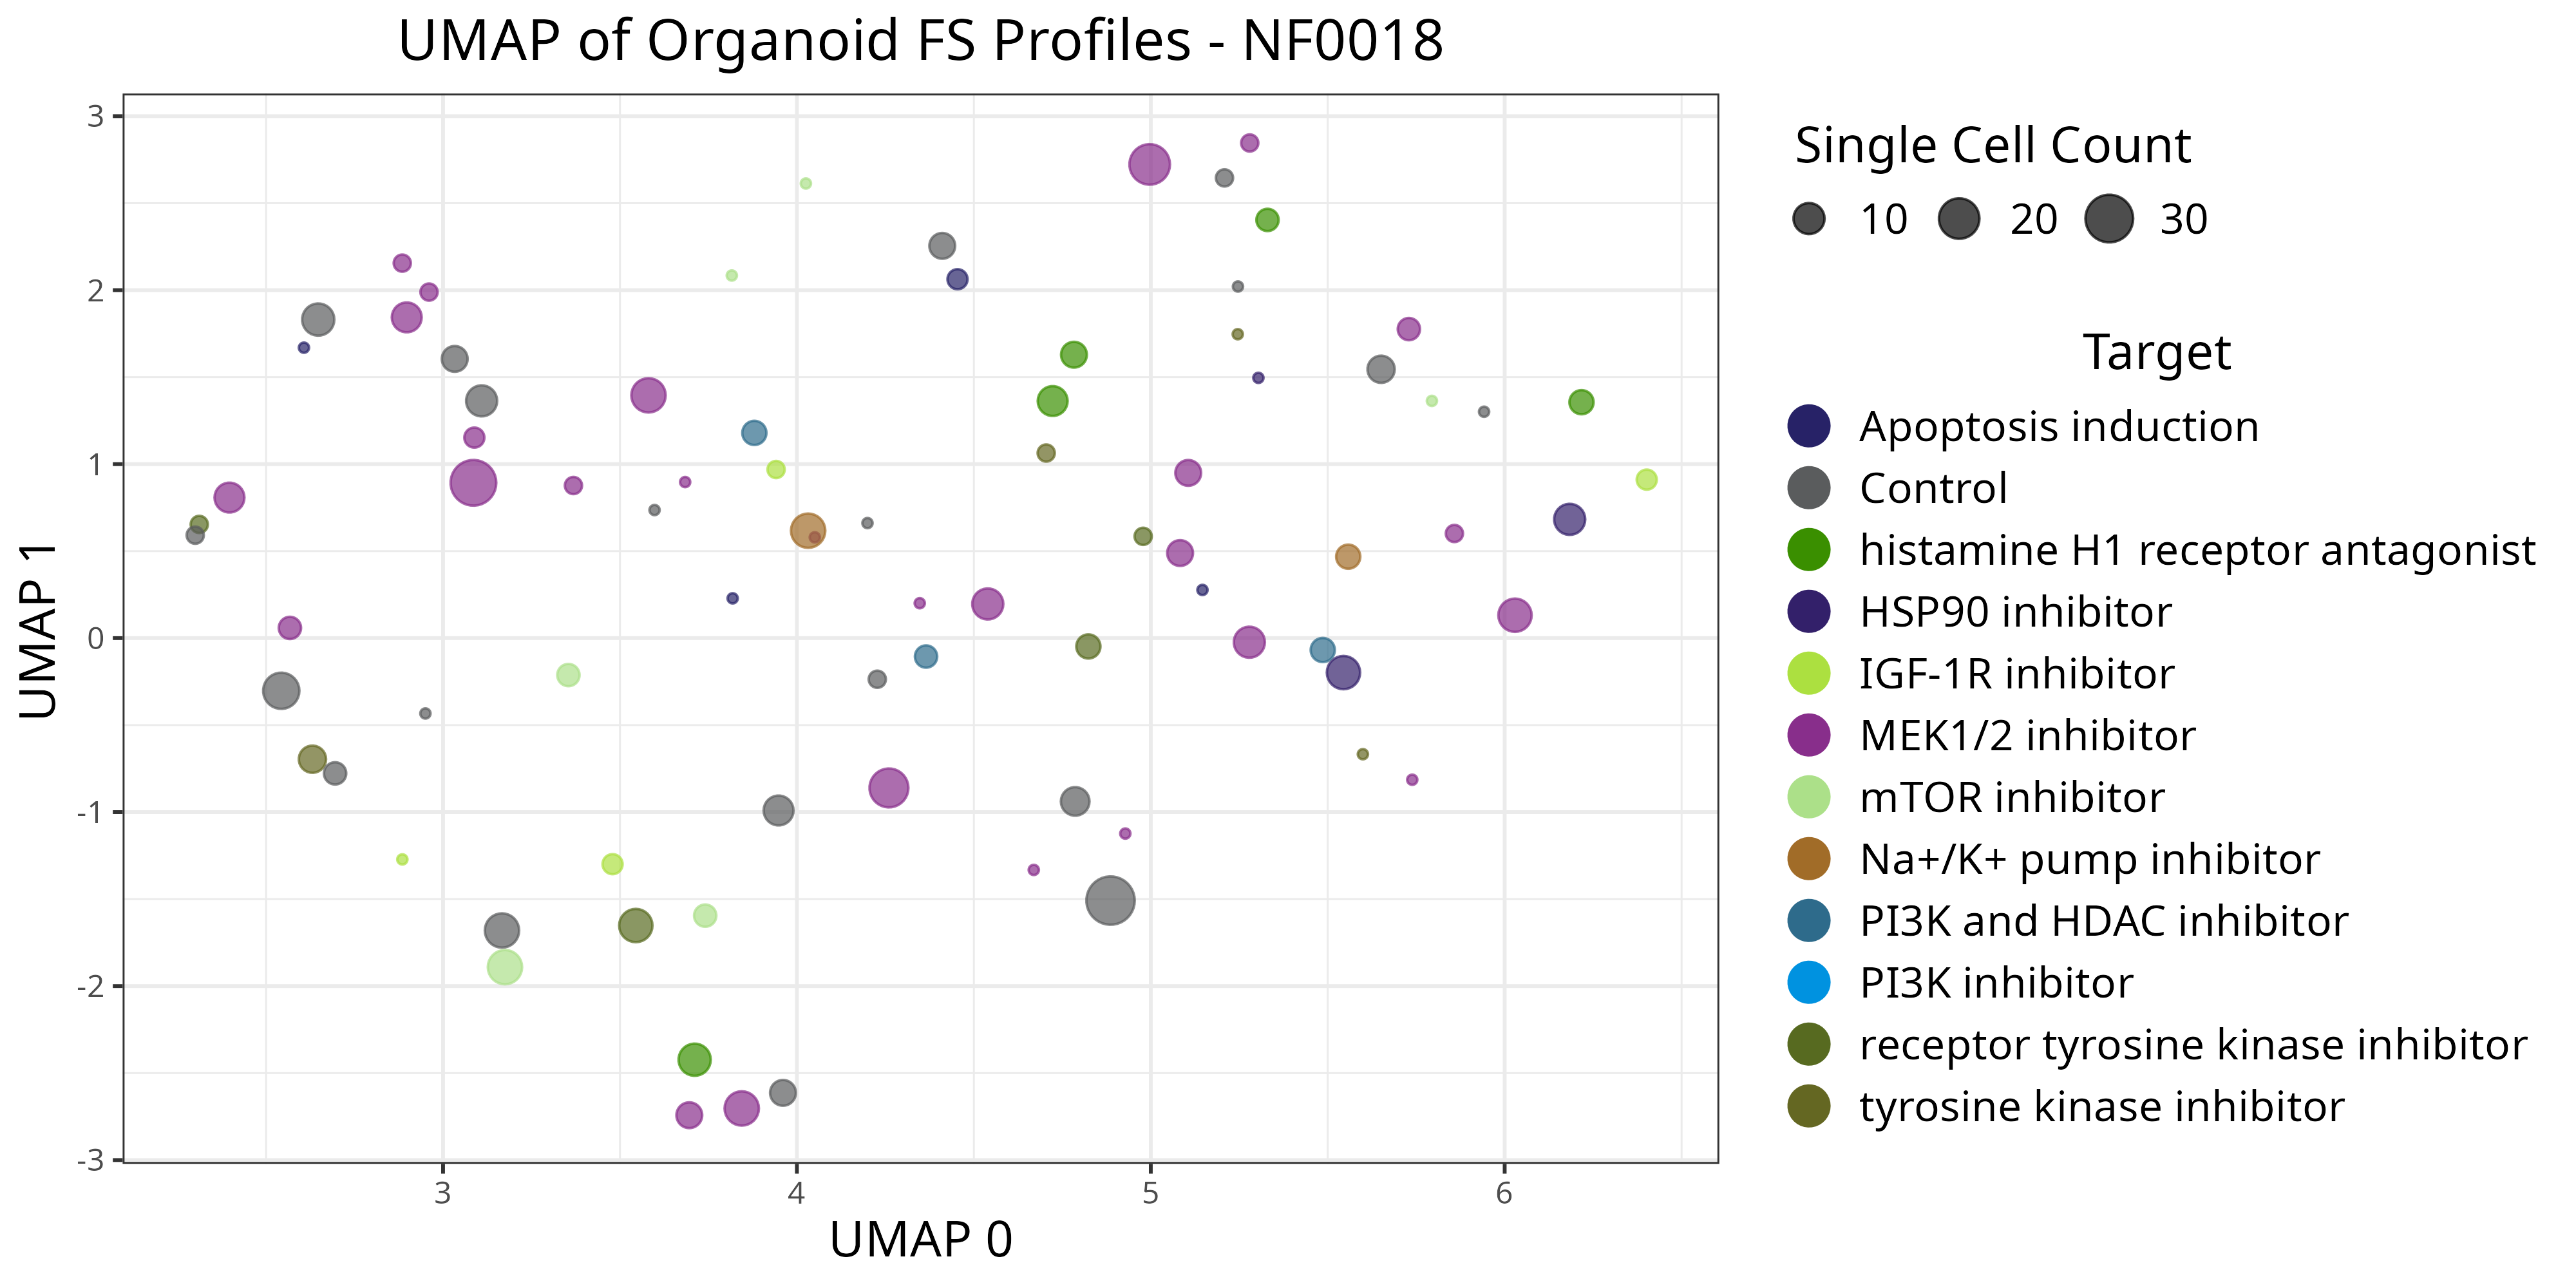 UMAP of Organoid FS Profiles - NF0018
3
2
1
0
-1
-2
-3
UMAP 1
3 4 5 6
UMAP 0
Single Cell Count
10 20 30
Target
Apoptosis induction
Control
histamine H1 receptor antagonist
HSP90 inhibitor
IGF-1R inhibitor
MEK1/2 inhibitor
mTOR inhibitor
Na+/K+ pump inhibitor
PI3K and HDAC inhibitor
PI3K inhibitor
receptor tyrosine kinase inhibitor
tyrosine kinase inhibitor